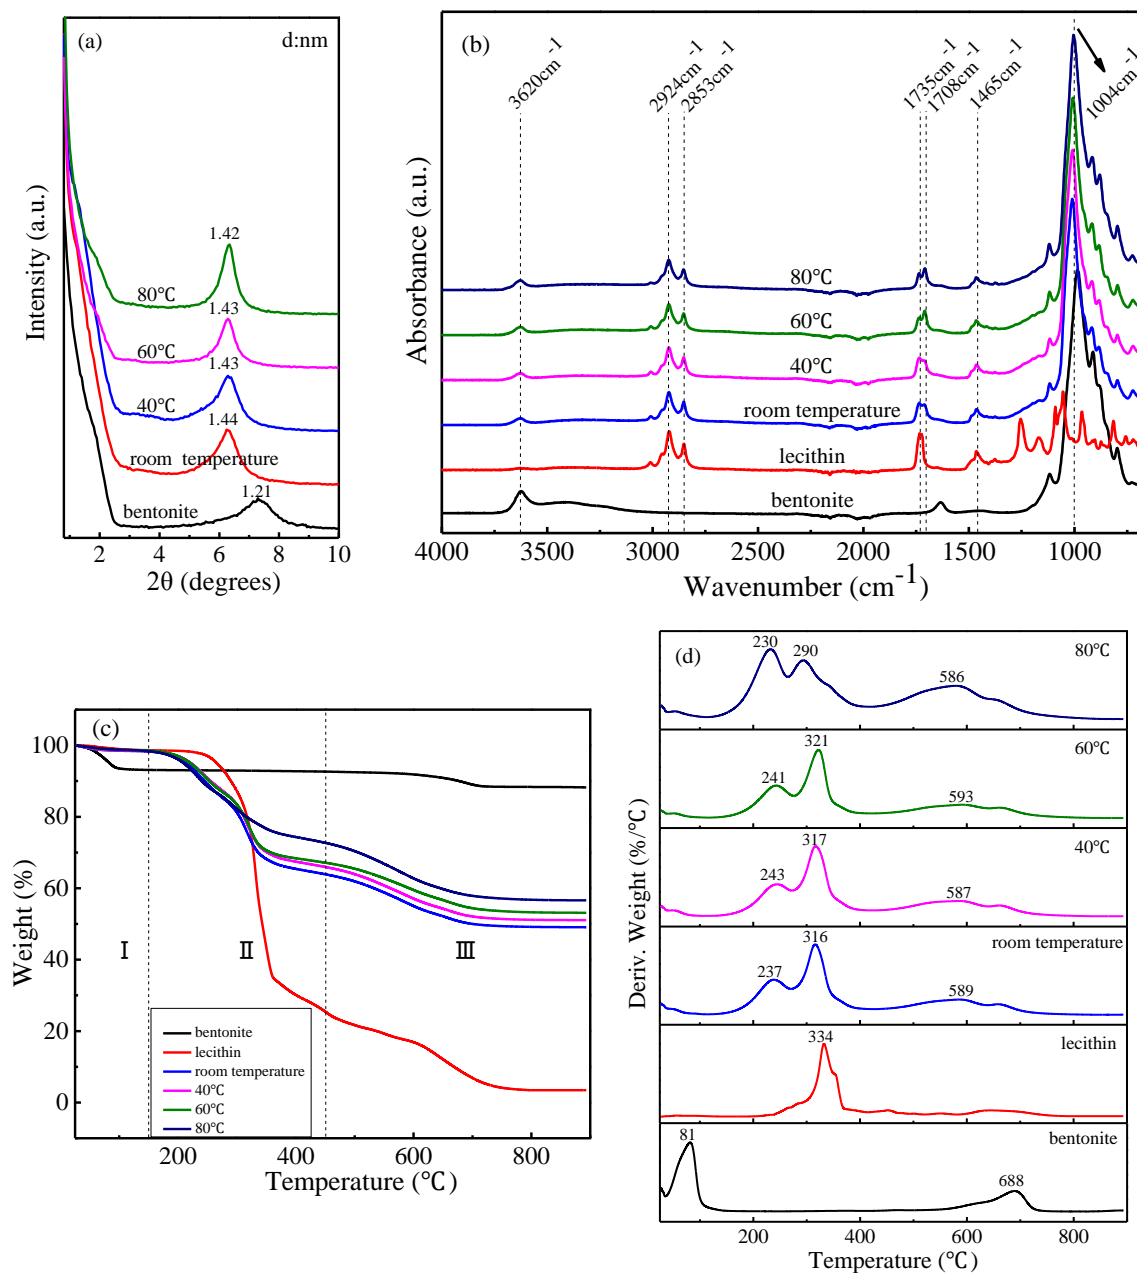 (a)
d:nm
1.42
80℃
1.43
60℃
1.43
40℃
1.44
room temperature
1.21
bentonite
Intensity (a.u.)
2 4 6 8 10
2θ (degrees)
(b)
3620cm-1
2924cm-1
2853cm-1
1735cm-1
1708cm-1
1465cm-1
1004cm-1
80℃
60℃
40℃
room temperature
lecithin
bentonite
Absorbance (a.u.)
4000 3500 3000 2500 2000 1500 1000
Wavenumber (cm-1)
(c)
100
80
60
40
20
0
Weight (%)
Ⅰ Ⅱ Ⅲ
bentonite
lecithin
room temperature
40℃
60℃
80℃
200 400 600 800
Temperature (℃)
(d)
230 290 586 80℃
241 321 593 60℃
243 317 587 40℃
237 316 589 room temperature
334 lecithin
81 688 bentonite
Deriv. Weight (%/℃)
0 200 400 600 800
Temperature (℃)